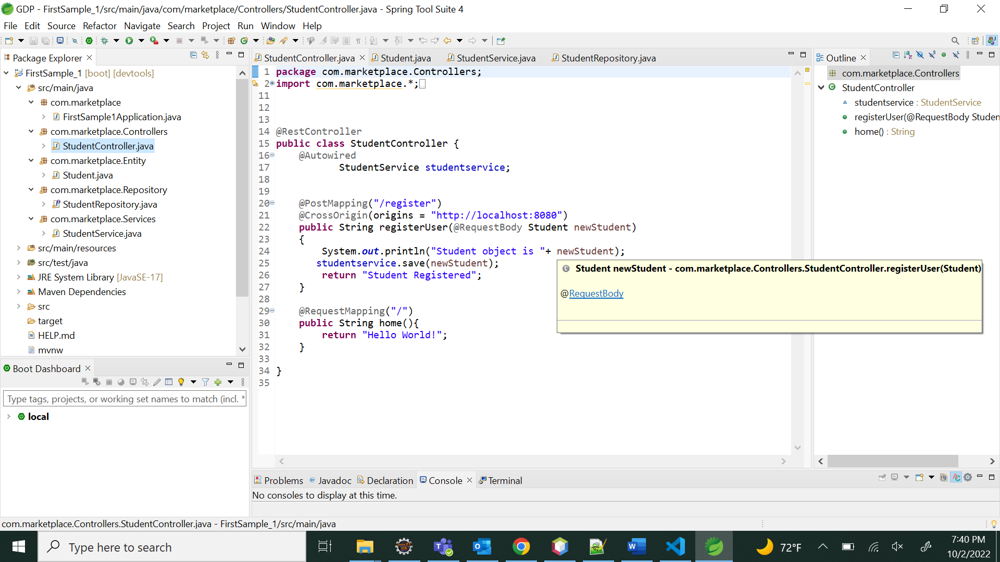 GDP - FirstSample_1/src/main/java/com/marketplace/Controllers/StudentController.java - Spring Tool Suite 4
File Edit Source Refactor Navigate Search Project Run Window Help
Package Explorer
FirstSample_1 [boot] [devtools]
src/main/java
com.marketplace
FirstSample1Application.java
com.marketplace.Controllers
StudentController.java
com.marketplace.Entity
Student.java
com.marketplace.Repository
StudentRepository.java
com.marketplace.Services
StudentService.java
src/main/resources
src/test/java
JRE System Library [JavaSE-17]
Maven Dependencies
src
target
HELP.md
mvnw
Boot Dashboard
Type tags, projects, or working set names to match (incl. *
local
StudentController.java Student.java StudentService.java StudentRepository.java
1 package com.marketplace.Controllers;
2 import com.marketplace.*;
11
12
13
14 @RestController
15 public class StudentController {
16 @Autowired
17 StudentService studentservice;
18
19
20 @PostMapping("/register")
21 @CrossOrigin(origins = "http://localhost:8080")
22 public String registerUser(@RequestBody Student newStudent)
23 {
24 System.out.println("Student object is "+ newStudent);
25 studentservice.save(newStudent);
26 return "Student Registered";
27 }
28
29 @RequestMapping("/")
30 public String home(){
31 return "Hello World!";
32 }
33
34 }
35
Student newStudent - com.marketplace.Controllers.StudentController.registerUser(Student)
@RequestBody
Outline
com.marketplace.Controllers
StudentController
studentservice : StudentService
registerUser(@RequestBody Studen
home() : String
Problems Javadoc Declaration Console Terminal
No consoles to display at this time.
com.marketplace.Controllers.StudentController.java - FirstSample_1/src/main/java
Type here to search
72°F
7:40 PM
10/2/2022